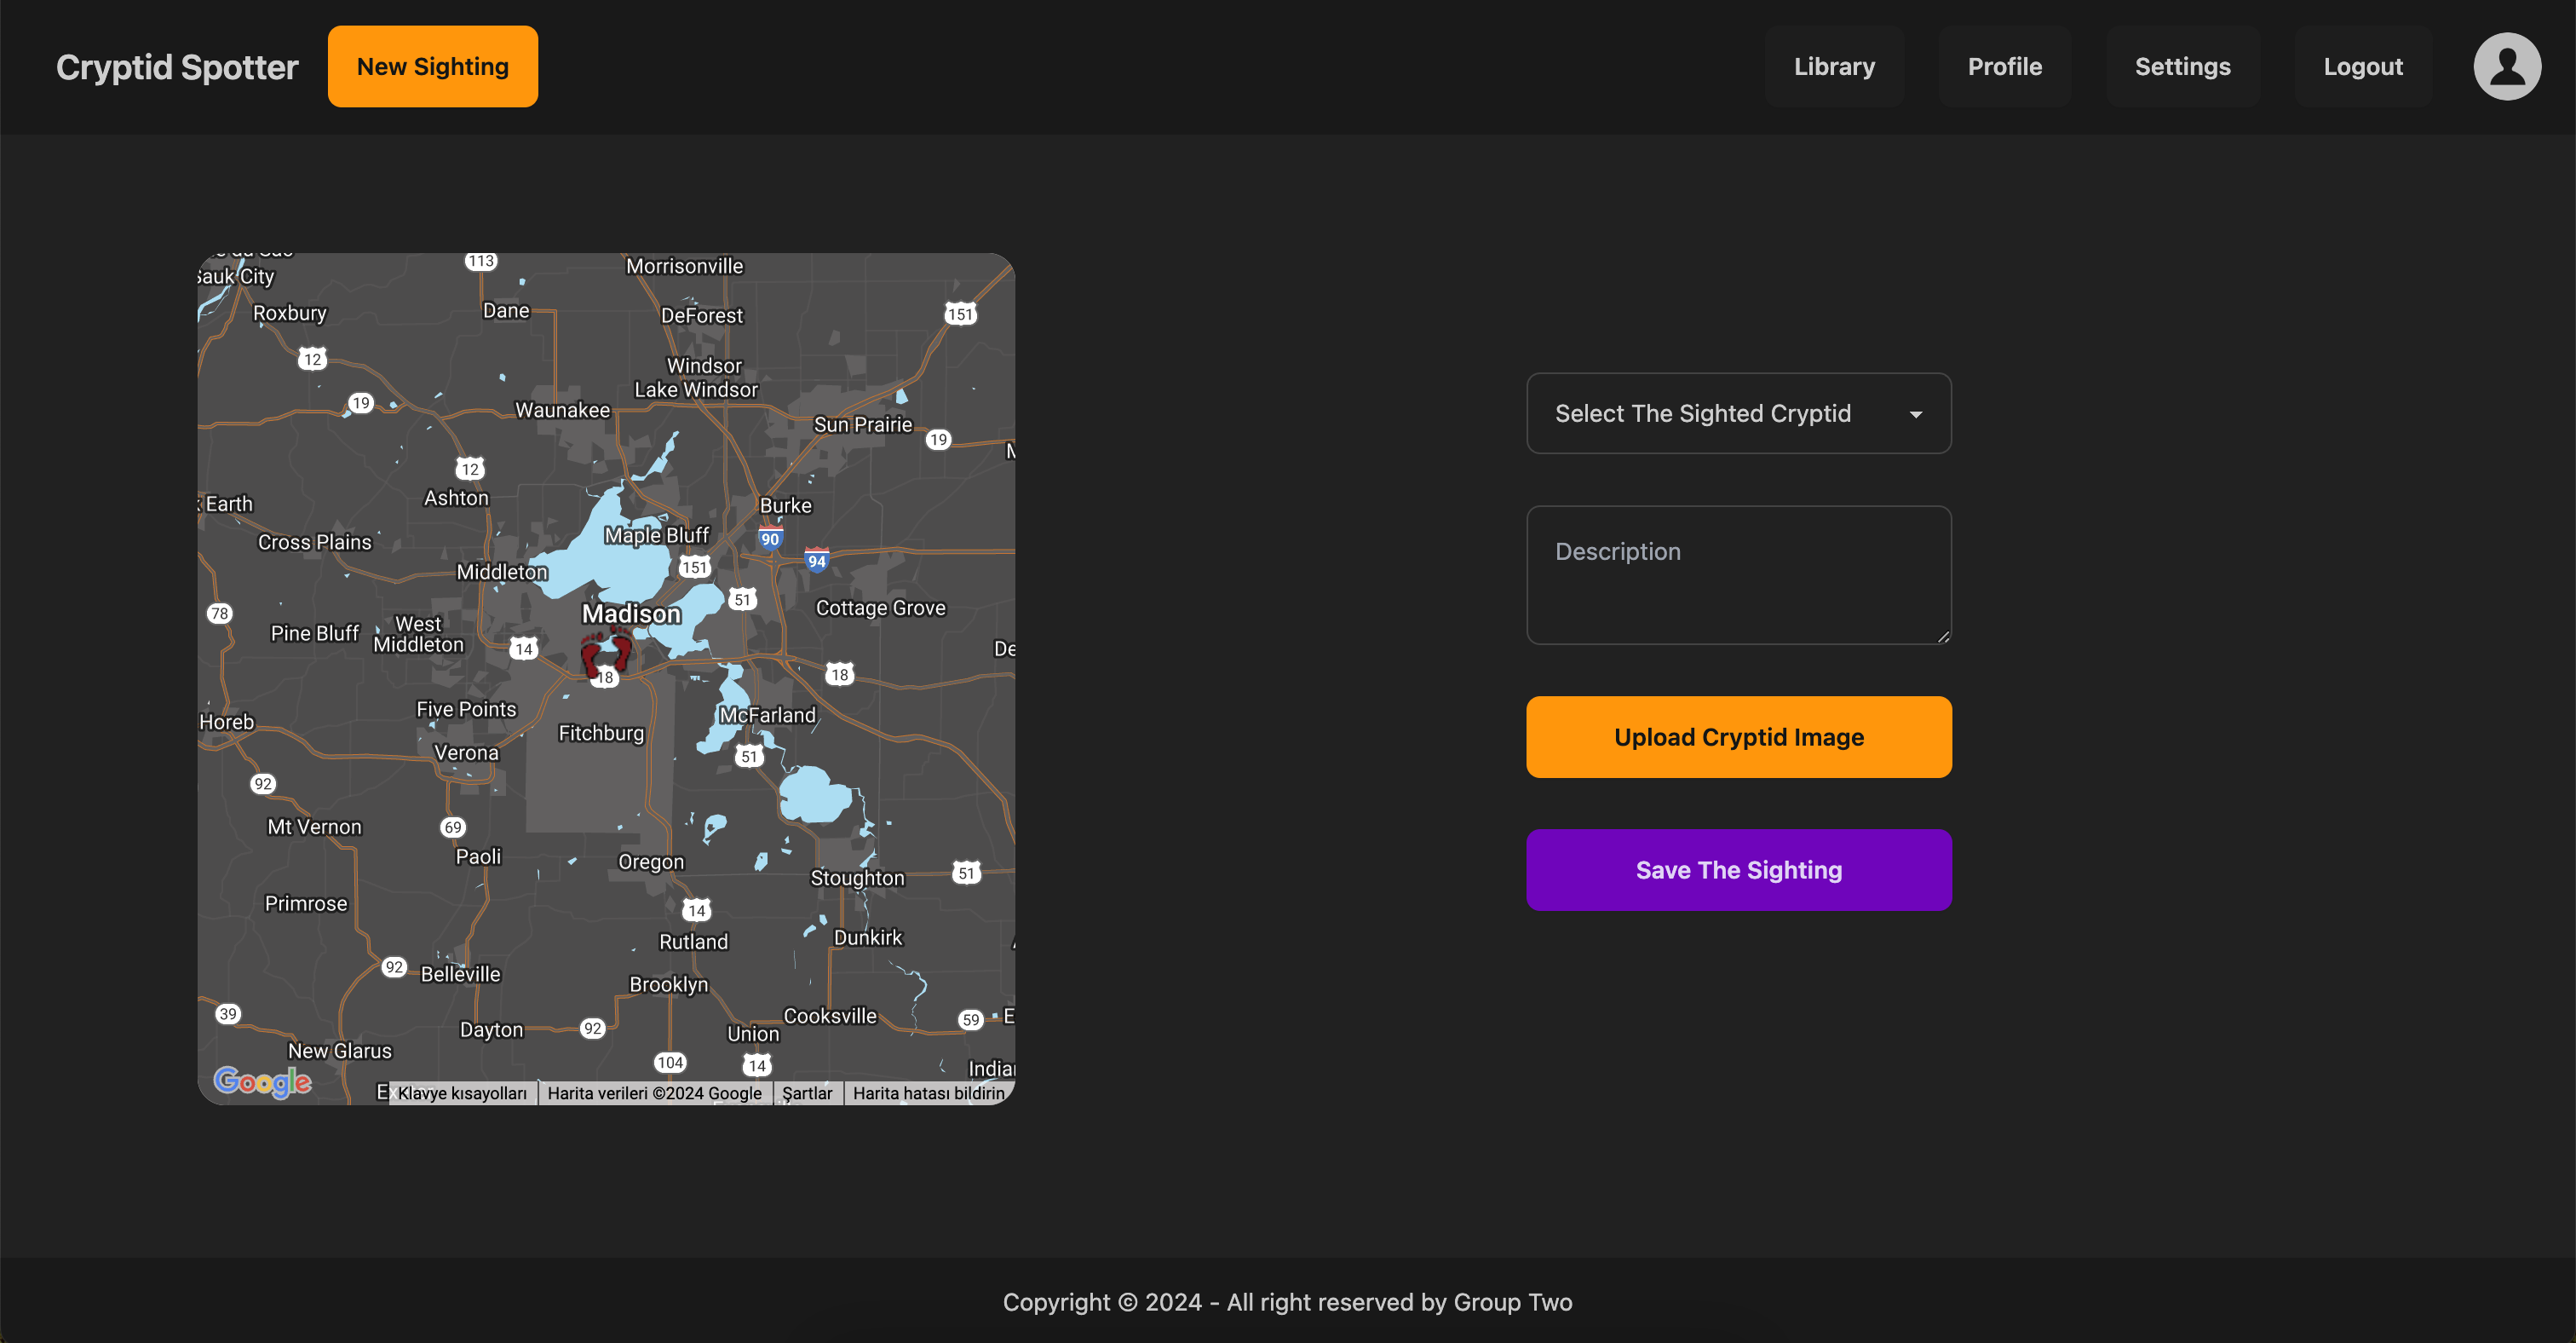 Cryptid Spotter
New Sighting
Library
Profile
Settings
Logout
113
Morrisonville
Sauk City
Roxbury
Dane
DeForest
151
12
Windsor
Lake Windsor
19
Waunakee
Sun Prairie
19
12
Ashton
Earth
Burke
Maple Bluff
90
Cross Plains
94
Middleton
151
51
78
Madison
Cottage Grove
Pine Bluff
West
Middleton
14
18
18
Five Points
McFarland
Horeb
Fitchburg
Verona
51
92
Mt Vernon
69
Paoli
Oregon
Stoughton
51
Primrose
14
Rutland
Dunkirk
92
Belleville
Brooklyn
39
Dayton
92
Cooksville
59
Union
New Glarus
104
14
Google
Klavye kısayolları
Harita verileri ©2024 Google
Şartlar
Harita hatası bildirin
Select The Sighted Cryptid
Description
Upload Cryptid Image
Save The Sighting
Copyright © 2024 - All right reserved by Group Two